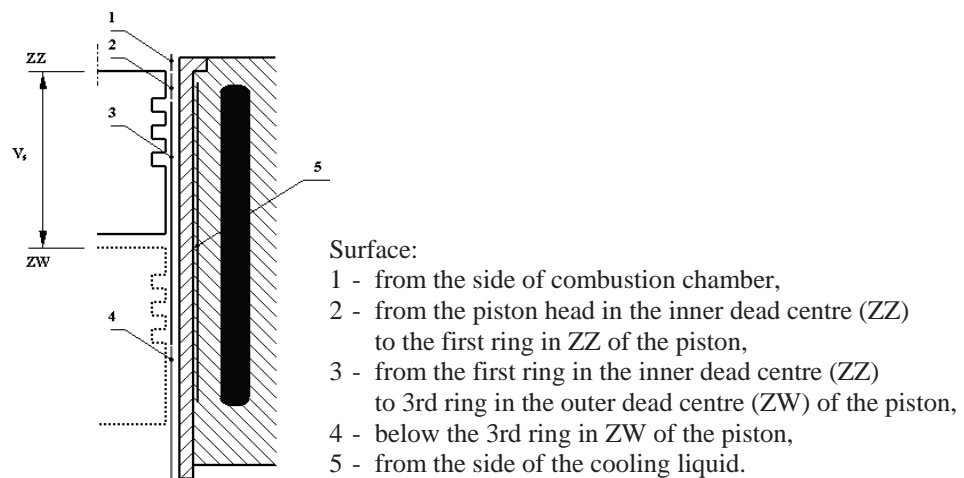 1
ZZ
2
3
Vs
5
ZW
4
Surface:
1 - from the side of combustion chamber,
2 - from the piston head in the inner dead centre (ZZ)
to the first ring in ZZ of the piston,
3 - from the first ring in the inner dead centre (ZZ)
to 3rd ring in the outer dead centre (ZW) of the piston,
4 - below the 3rd ring in ZW of the piston,
5 - from the side of the cooling liquid.